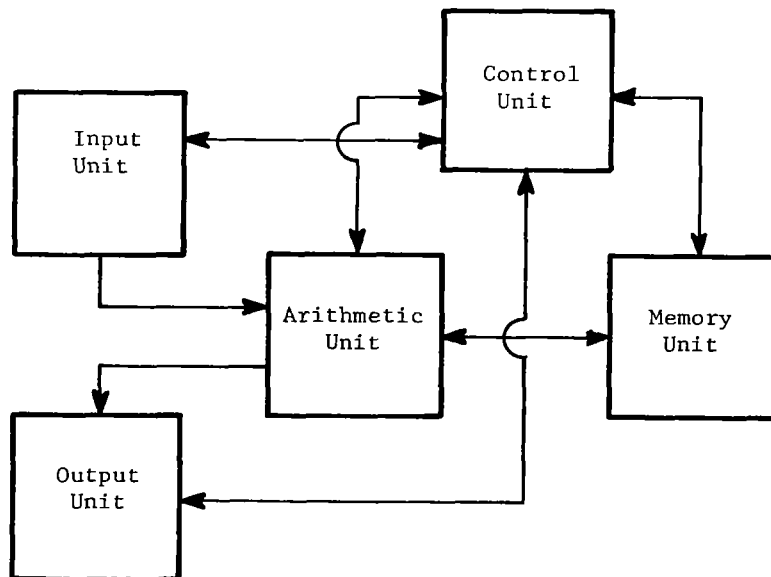 Control
Unit
Input
Unit
Arithmetic
Unit
Memory
Unit
Output
Unit